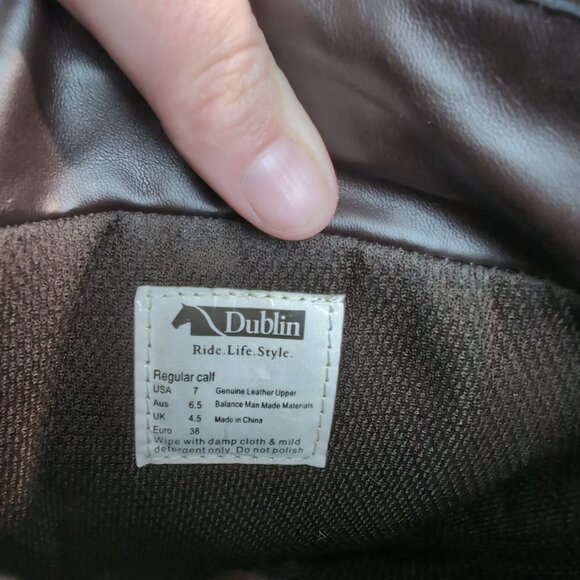 Dublin
Ride.Life.Style.
Regular calf
USA 7 Genuine Leather Upper
Aus 6.5 Balance Man Made Materials
UK 4.5 Made in China
Euro 38
Wipe with damp cloth & mild
detergent only. Do not polish